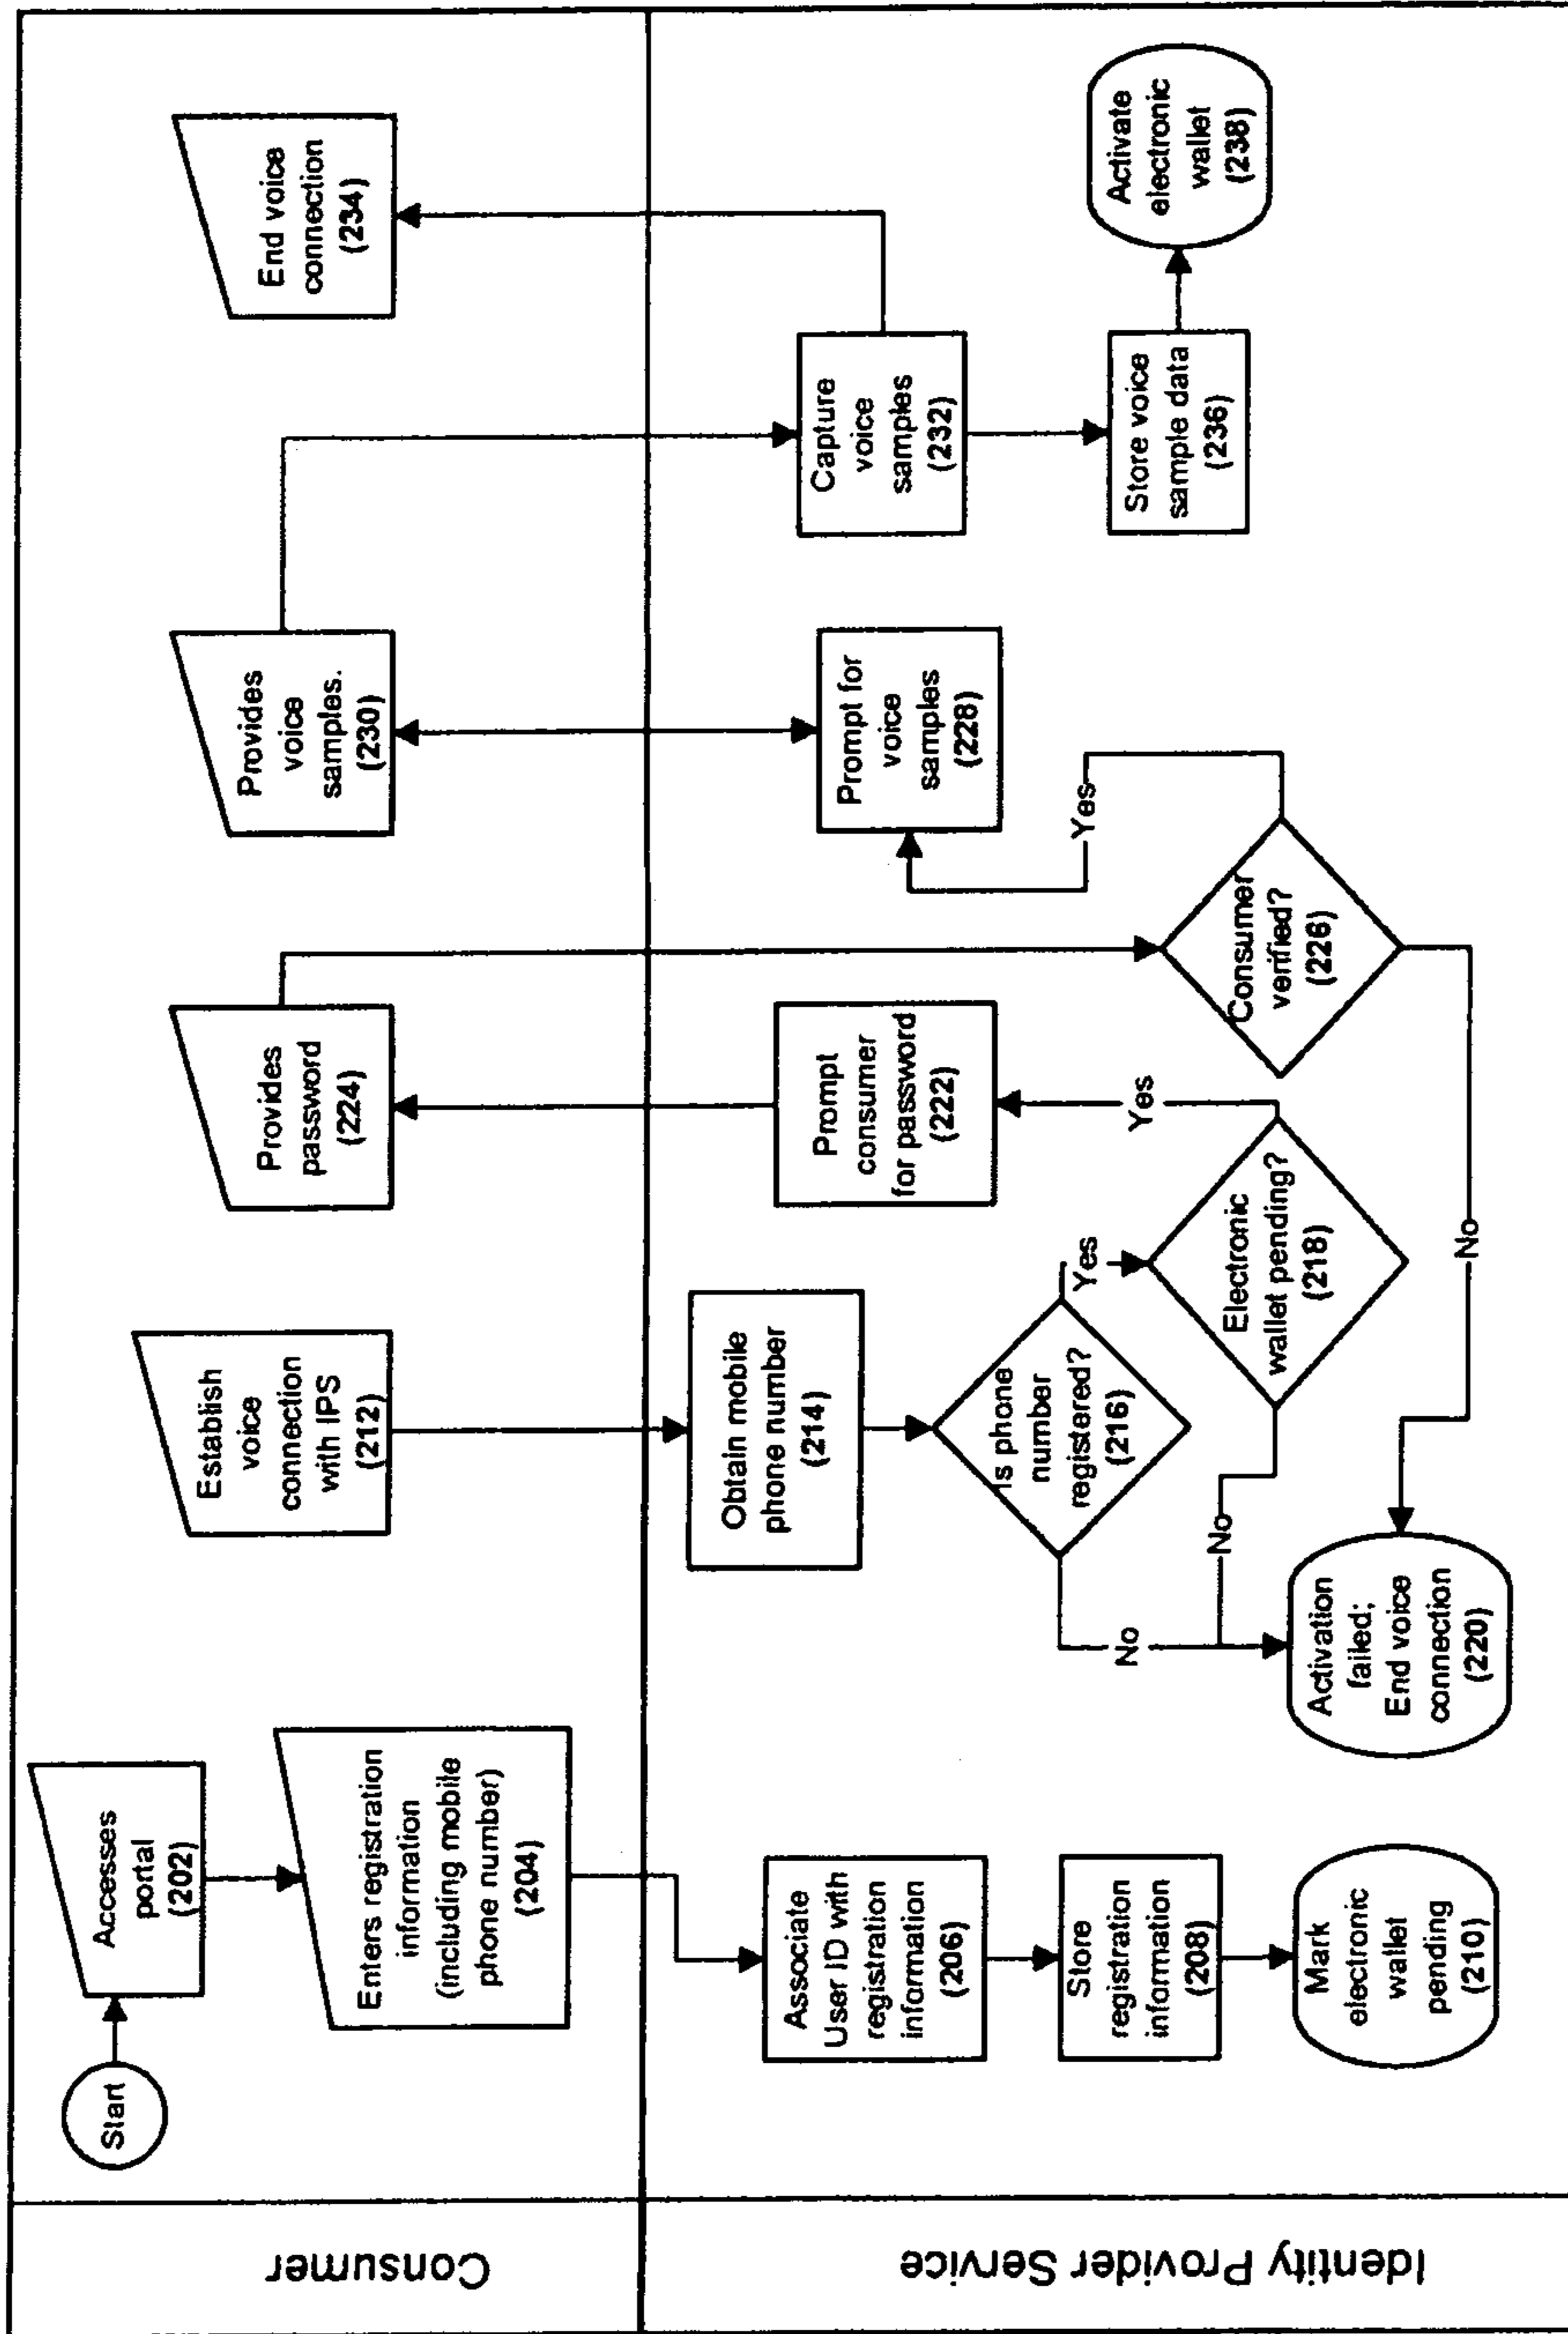 Consumer
Start
Accesses
portal
(202)
Enters registration
information
(including mobile
phone number)
(204)
Establish
voice
connection
with IPS
(212)
Provides
password
(224)
Provides
voice
samples.
(230)
End voice
connection
(234)
Identity Provider Service
Associate
User ID with
registration
information
(206)
Store
registration
information
(208)
Mark
electronic
wallet
pending
(210)
Obtain mobile
phone number
(214)
Is phone
number
registered?
(216)
No
Yes
Electronic
wallet pending?
(218)
No
Yes
Activation
failed;
End voice
connection
(220)
Prompt
consumer
for password
(222)
Consumer
verified?
(226)
No
Yes
Prompt for
voice
samples
(228)
Capture
voice
samples
(232)
Store voice
sample data
(236)
Activate
electronic
wallet
(238)